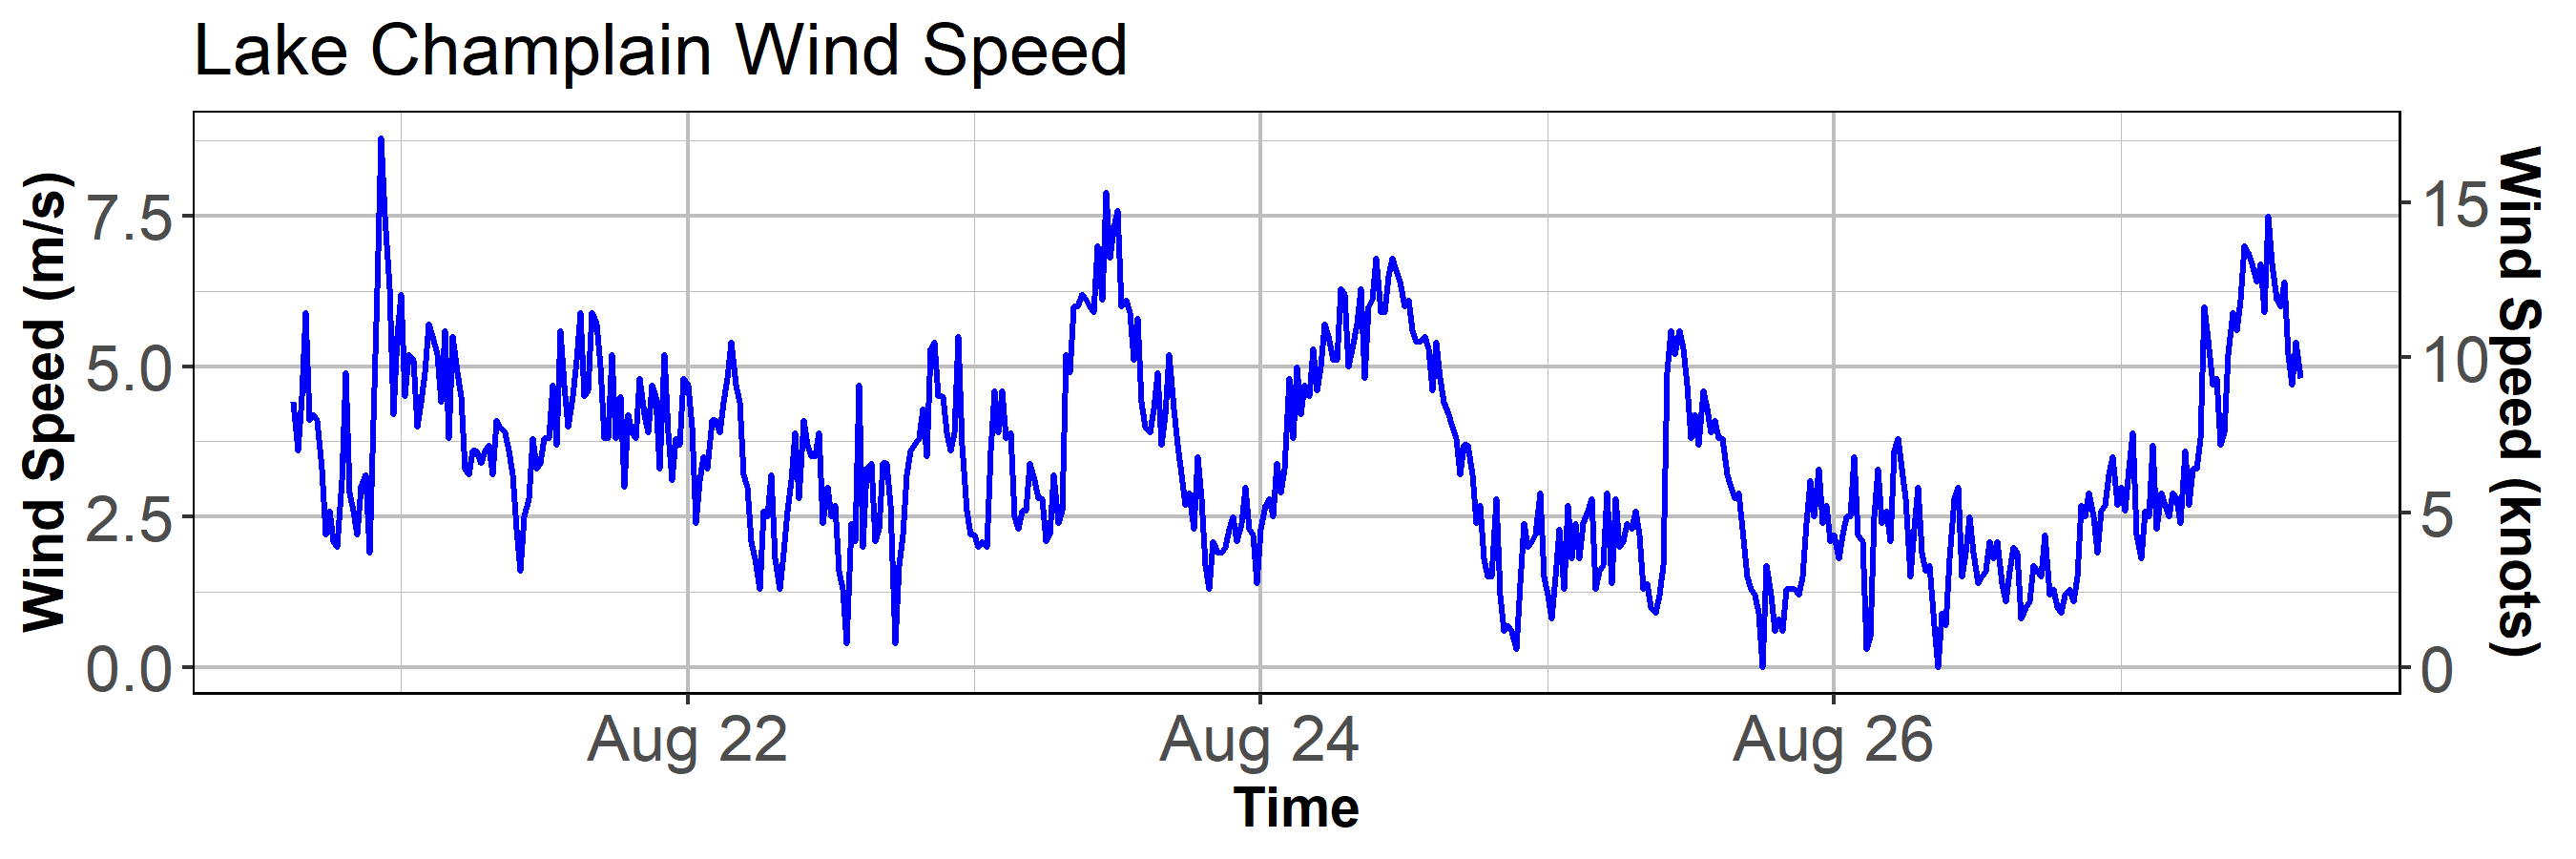 Lake Champlain Wind Speed
Wind Speed (m/s)
7.5
5.0
2.5
0.0
15
10
5
0
Wind Speed (knots)
Aug 22
Aug 24
Aug 26
Time